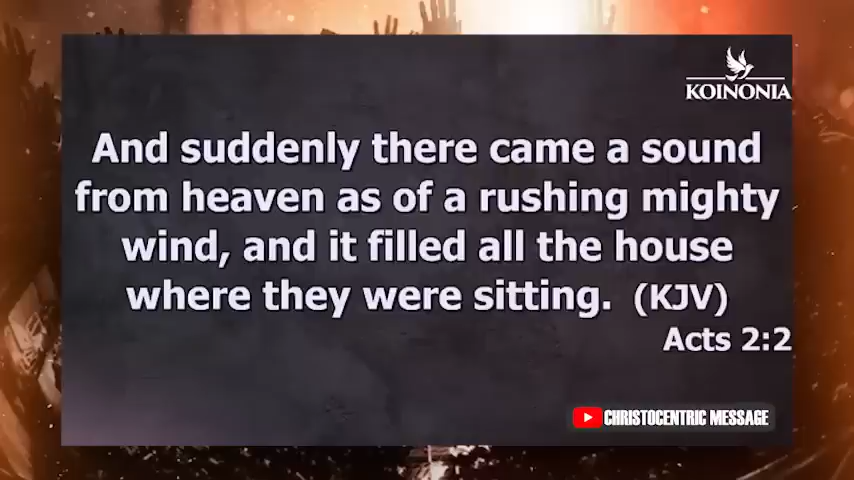 KOINONIA
And suddenly there came a sound
from heaven as of a rushing mighty
wind, and it filled all the house
where they were sitting. (KJV)
Acts 2:2
CHRISTOCENTRIC MESSAGE